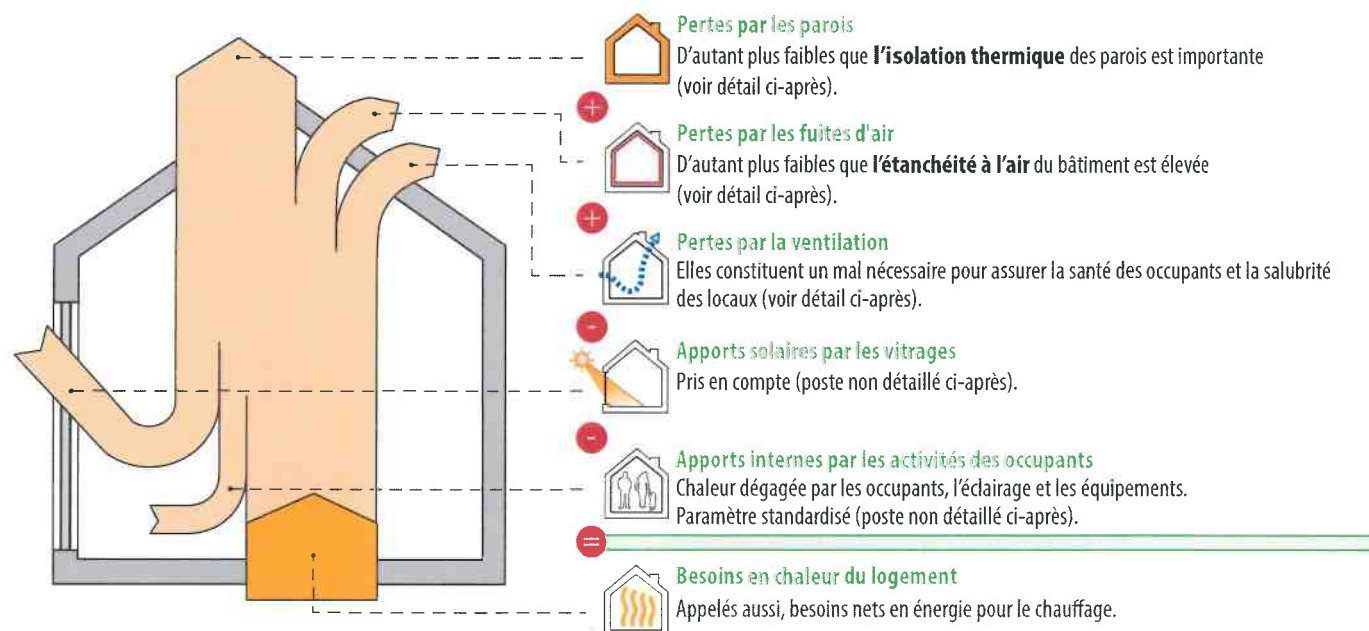 Pertes par les parois
D'autant plus faibles que l'isolation thermique des parois est importante
(voir détail ci-après).
+
Pertes par les fuites d'air
D'autant plus faibles que l'étanchéité à l'air du bâtiment est élevée
(voir détail ci-après).
+
Pertes par la ventilation
Elles constituent un mal nécessaire pour assurer la santé des occupants et la salubrité
des locaux (voir détail ci-après).
-
Apports solaires par les vitrages
Pris en compte (poste non détaillé ci-après).
-
Apports internes par les activités des occupants
Chaleur dégagée par les occupants, l'éclairage et les équipements.
Paramètre standardisé (poste non détaillé ci-après).
=
Besoins en chaleur du logement
Appelés aussi, besoins nets en énergie pour le chauffage.